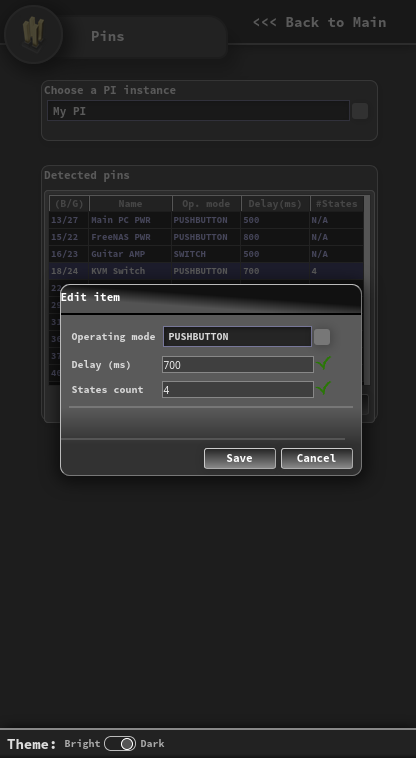 Pins
<<< Back to Main
Choose a PI instance
My PI
Detected pins
(B/G) Name Op. mode Delay(ms) #States
13/27 Main PC PWR PUSHBUTTON 500 N/A
15/22 FreeNAS PWR PUSHBUTTON 800 N/A
16/23 Guitar AMP SWITCH 500 N/A
18/24 KVM Switch PUSHBUTTON 700 4
Edit item
Operating mode PUSHBUTTON
Delay (ms) 700
States count 4
Save Cancel
Theme: Bright Dark